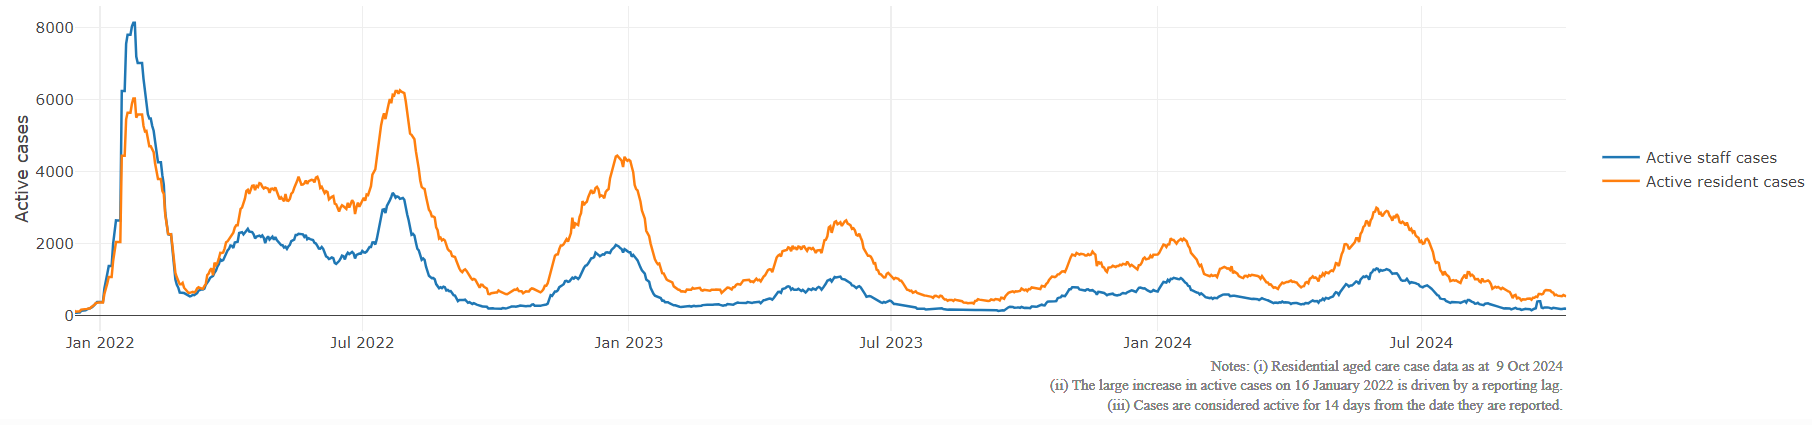 Active cases
8000
6000
4000
2000
0
Jan 2022
Jul 2022
Jan 2023
Jul 2023
Jan 2024
Jul 2024
Active staff cases
Active resident cases
Notes: (i) Residential aged care case data as at 9 Oct 2024
(ii) The large increase in active cases on 16 January 2022 is driven by a reporting lag.
(iii) Cases are considered active for 14 days from the date they are reported.